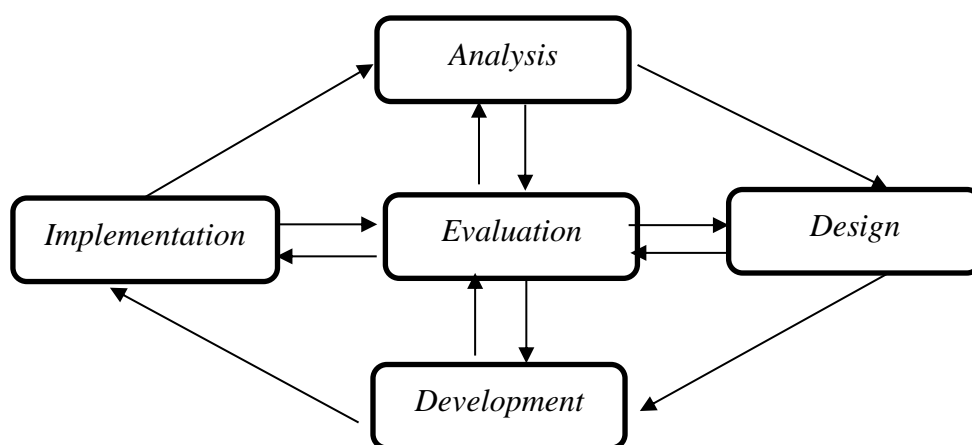 Analysis
Implementation
Evaluation
Design
Development